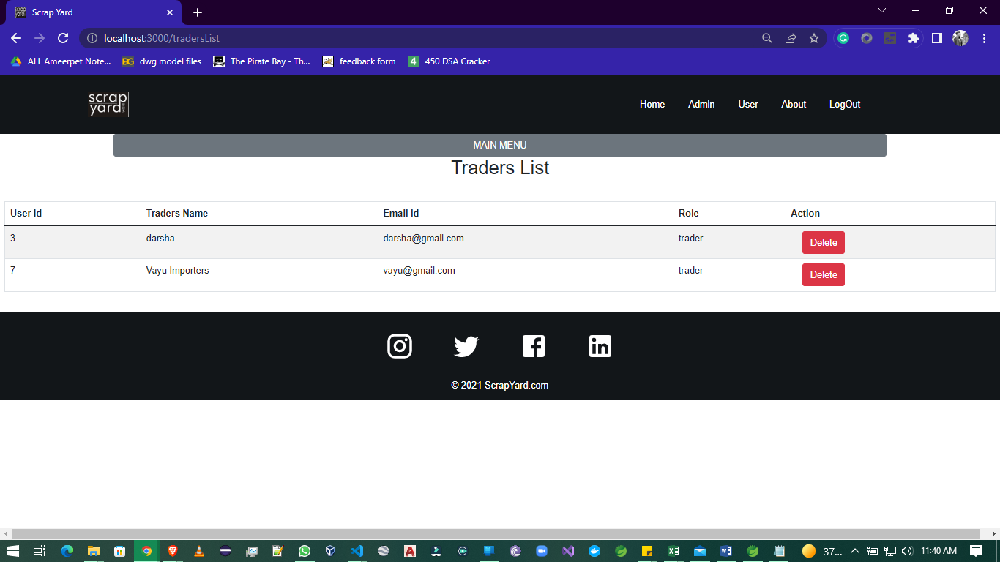 Scrap Yard
localhost:3000/tradersList
ALL Ameerpet Note... DG dwg model files The Pirate Bay - Th... feedback form 4 450 DSA Cracker
scrap
yard
Home Admin User About LogOut
MAIN MENU
Traders List
User Id Traders Name Email Id Role Action
3 darsha darsha@gmail.com trader Delete
7 Vayu Importers vayu@gmail.com trader Delete
© 2021 ScrapYard.com
37... 11:40 AM